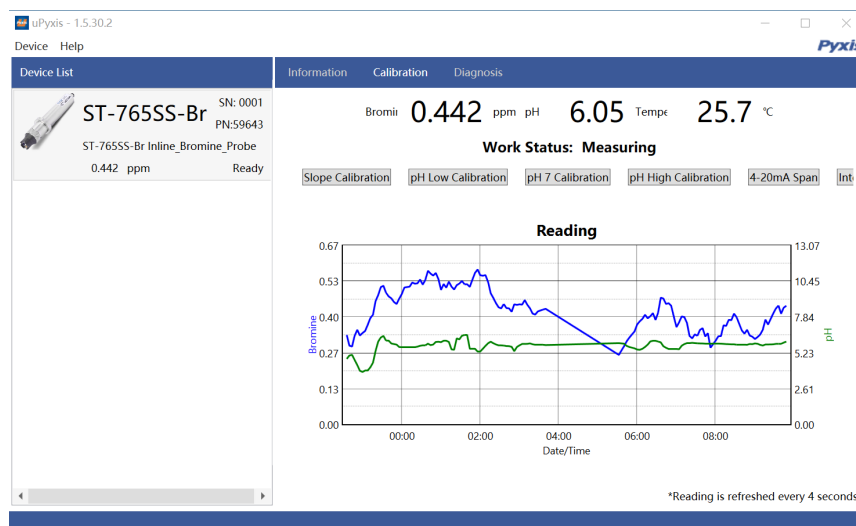 uPyxis - 1.5.30.2
Device Help
Pyxis
Device List
Information Calibration Diagnosis
ST-765SS-Br
SN: 0001
PN:59643
ST-765SS-Br Inline_Bromine_Probe
0.442 ppm Ready
Bromii 0.442 ppm pH 6.05 Tempe 25.7 °C
Work Status: Measuring
Slope Calibration pH Low Calibration pH 7 Calibration pH High Calibration 4-20mA Span Int
Reading
0.67 13.07
0.53 10.45
0.40 7.84
0.27 5.23
0.13 2.61
0.00 0.00
Bromine
pH
00:00 02:00 04:00 06:00 08:00
Date/Time
*Reading is refreshed every 4 seconds